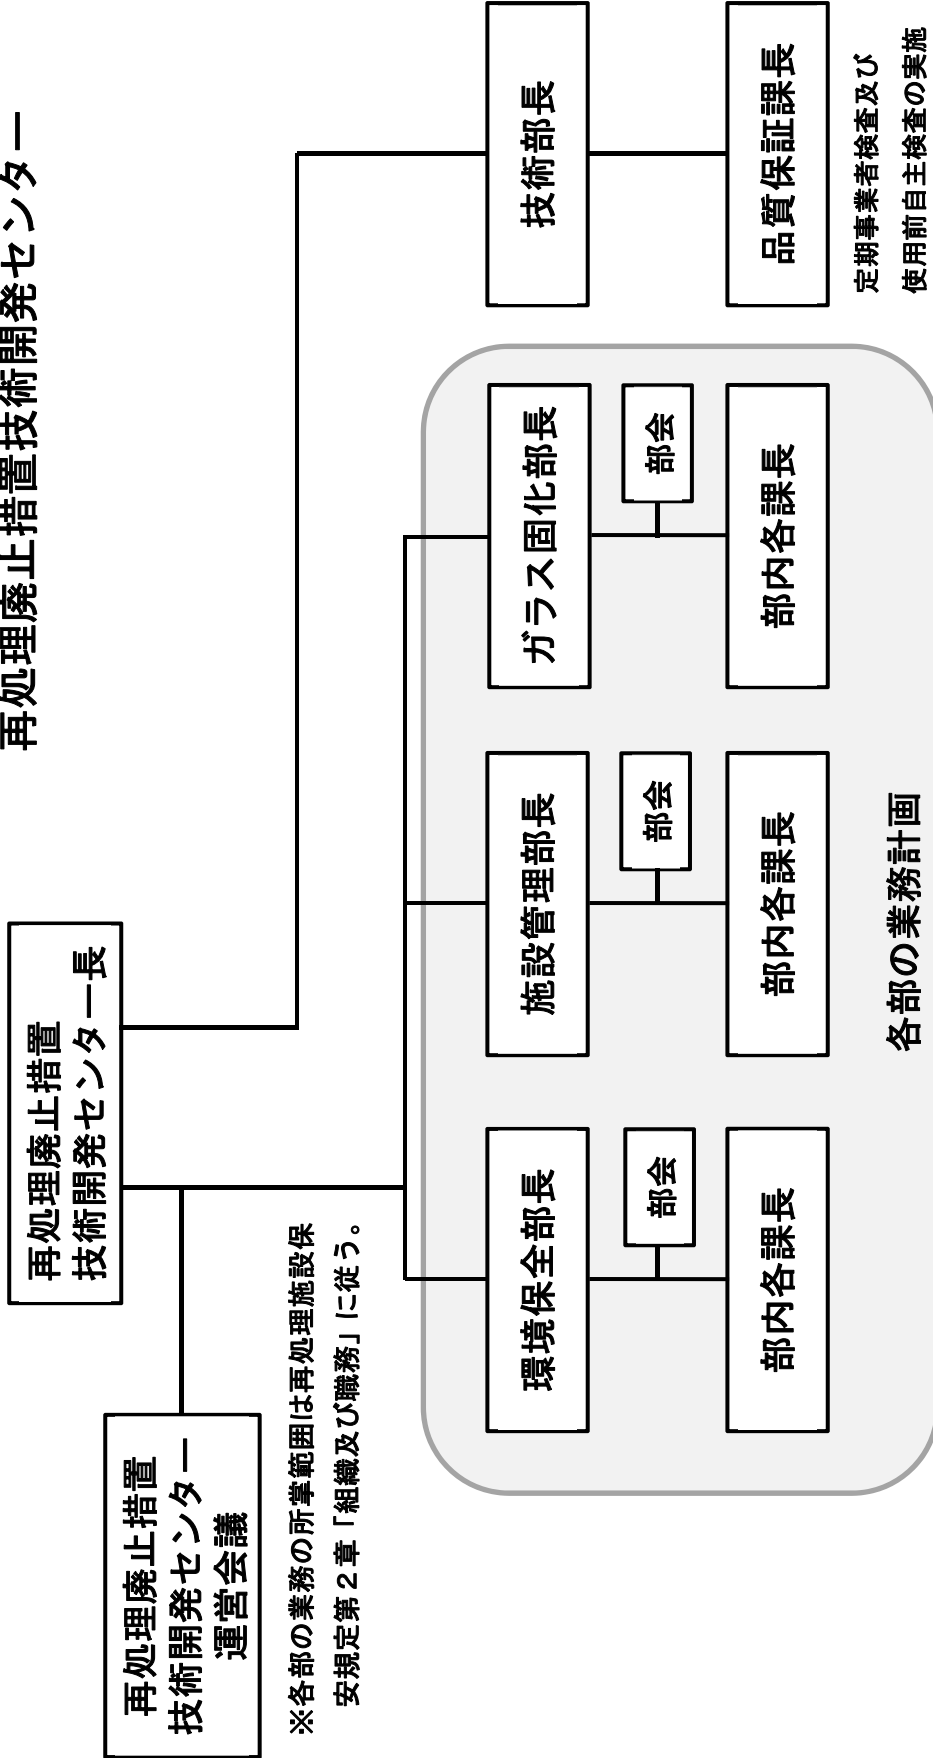 再処理廃止措置技術開発センター
再処理廃止措置
技術開発センター長
再処理廃止措置
技術開発センター
運営会議
※各部の業務の所掌範囲は再処理施設保
安規定第2章「組織及び職務」に従う。
環境保全部長
施設管理部長
ガラス固化部長
技術部長
部会
部会
部会
部内各課長
部内各課長
部内各課長
品質保証課長
各部の業務計画
定期事業者検査及び
使用前自主検査の実施